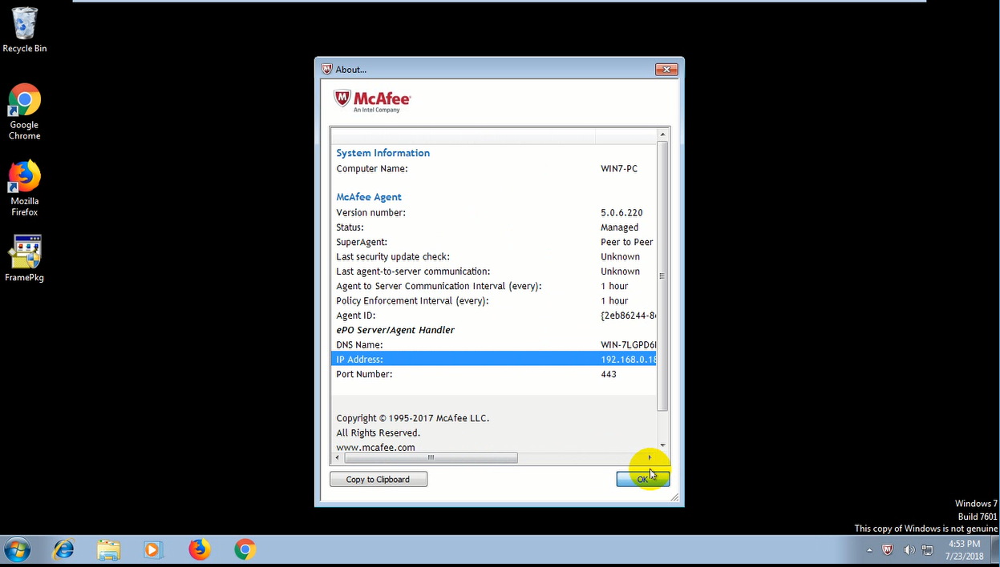 Recycle Bin
Google
Chrome
Mozilla
Firefox
FramePkg
About...
McAfee
An Intel Company
System Information
Computer Name: WIN7-PC
McAfee Agent
Version number: 5.0.6.220
Status: Managed
SuperAgent: Peer to Peer
Last security update check: Unknown
Last agent-to-server communication: Unknown
Agent to Server Communication Interval (every): 1 hour
Policy Enforcement Interval (every): 1 hour
Agent ID: {2eb86244-8
ePO Server/Agent Handler
DNS Name: WIN-7LGPD6
IP Address: 192.168.0.18
Port Number: 443
Copyright © 1995-2017 McAfee LLC.
All Rights Reserved.
www.mcafee.com
Copy to Clipboard
OK
Windows 7
Build 7601
This copy of Windows is not genuine
4:53 PM
7/23/2018